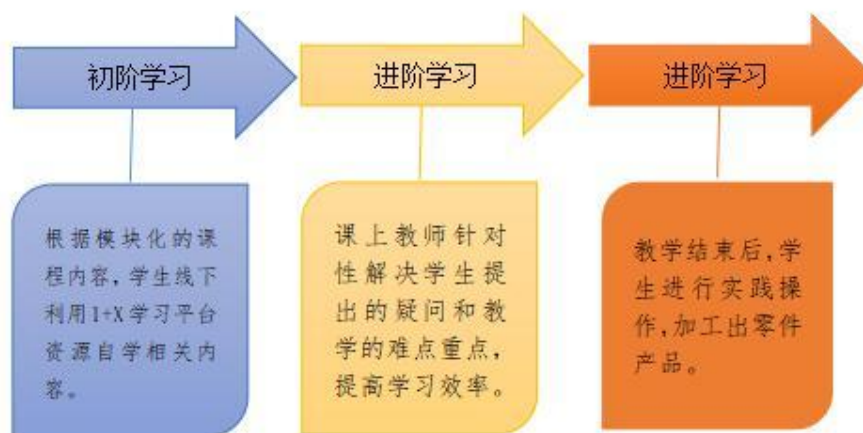 初阶学习
进阶学习
进阶学习
根据模块化的课
程内容,学生线下
利用1+X学习平台
资源自学相关内
容。
课上教师针对
性解决学生提
出的疑问和教
学的难点重点,
提高学习效率。
教学结束后,学
生进行实践操
作,加工出零件
产品。